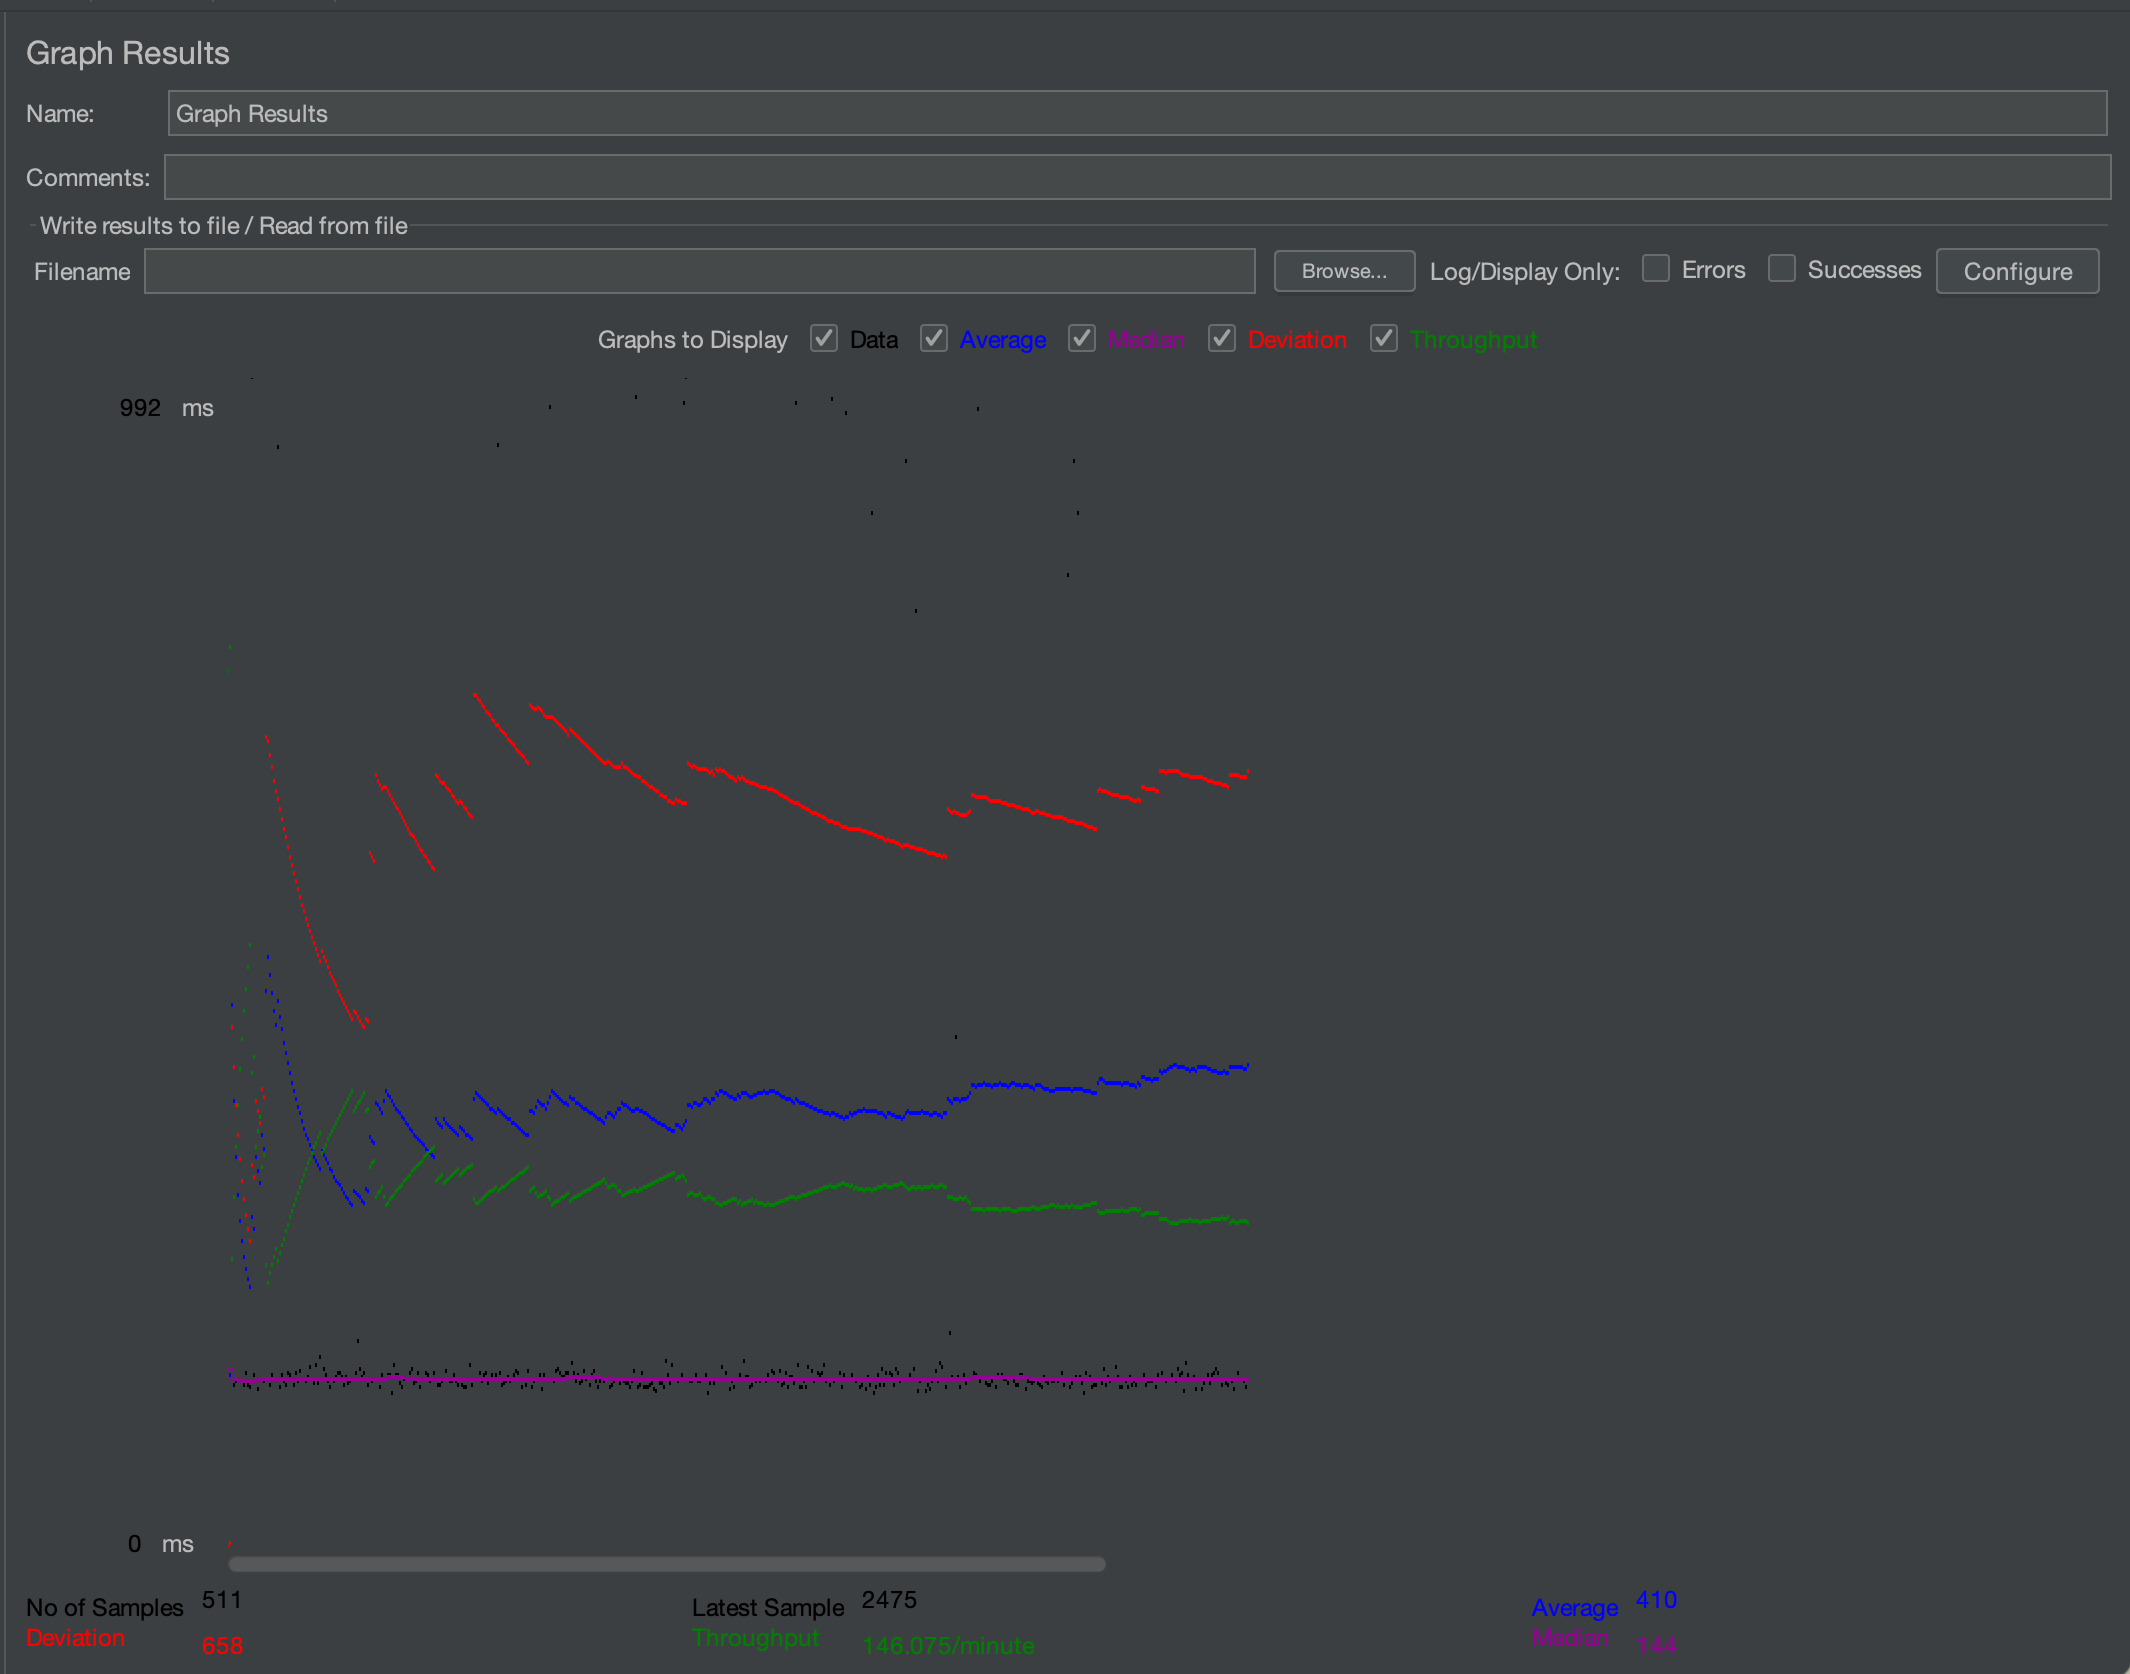 Graph Results
Name: Graph Results
Comments:
Write results to file / Read from file
Filename Browse... Log/Display Only: Errors Successes Configure
Graphs to Display Data Average Median Deviation Throughput
992 ms
0 ms
No of Samples 511 Latest Sample 2475 Average 410
Deviation 658 Throughput 146.075/minute Median 144